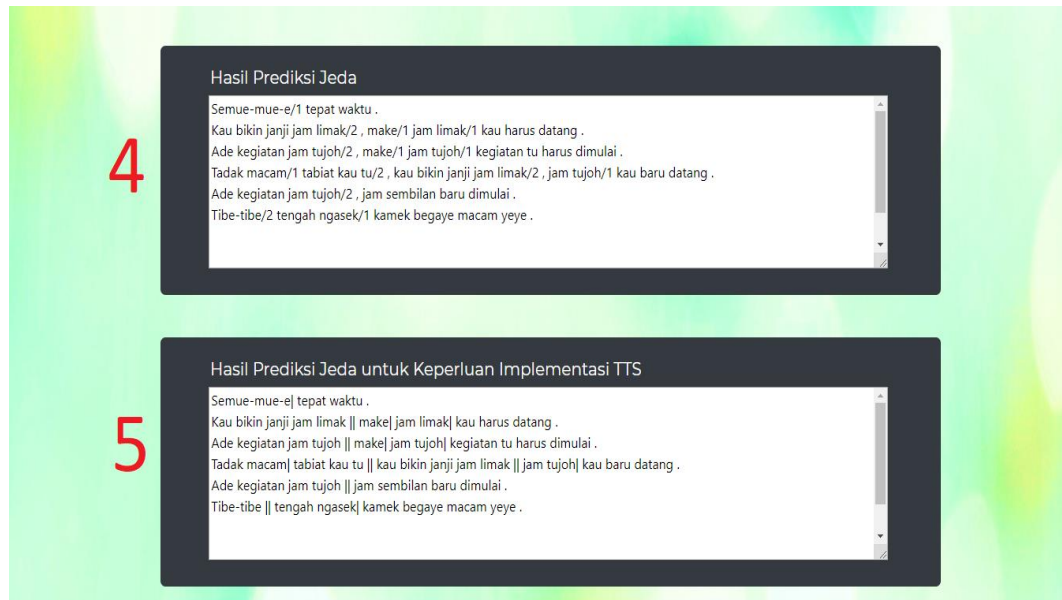 4
Hasil Prediksi Jeda
Semue-mue-e/1 tepat waktu .
Kau bikin janji jam limak/2 , make/1 jam limak/1 kau harus datang .
Ade kegiatan jam tujoh/2 , make/1 jam tujoh/1 kegiatan tu harus dimulai .
Tadak macam/1 tabiat kau tu/2 , kau bikin janji jam limak/2 , jam tujoh/1 kau baru datang .
Ade kegiatan jam tujoh/2 , jam sembilan baru dimulai .
Tibe-tibe/2 tengah ngasek/1 kamek begaye macam yeye .
5
Hasil Prediksi Jeda untuk Keperluan Implementasi TTS
Semue-mue-e| tepat waktu .
Kau bikin janji jam limak || make| jam limak| kau harus datang .
Ade kegiatan jam tujoh || make| jam tujoh| kegiatan tu harus dimulai .
Tadak macam| tabiat kau tu || kau bikin janji jam limak || jam tujoh| kau baru datang .
Ade kegiatan jam tujoh || jam sembilan baru dimulai .
Tibe-tibe || tengah ngasek| kamek begaye macam yeye .